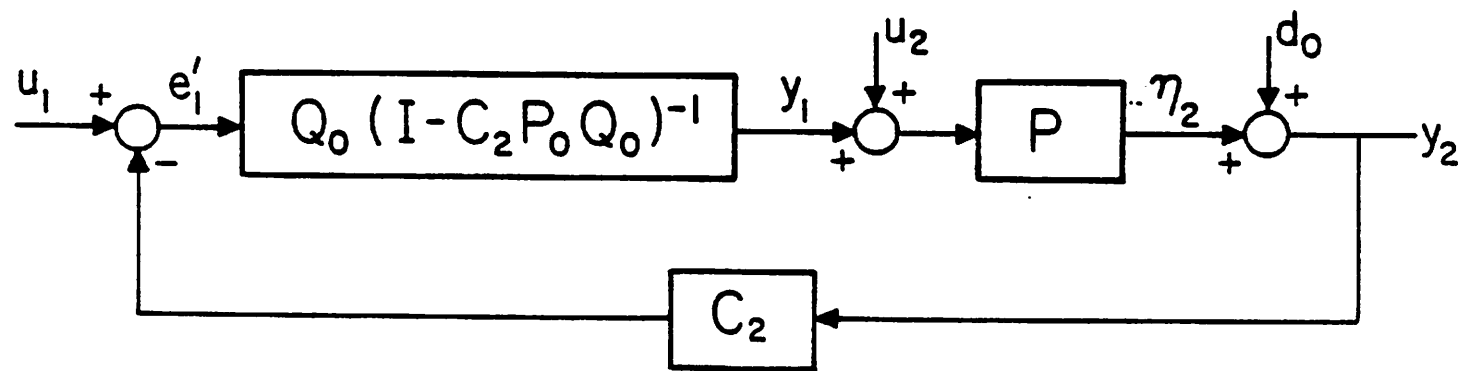 u₁
+
−
e₁′
Q₀ (I - C₂P₀Q₀)⁻¹
y₁
+
u₂
+
P
η₂
+
d₀
+
y₂
C₂